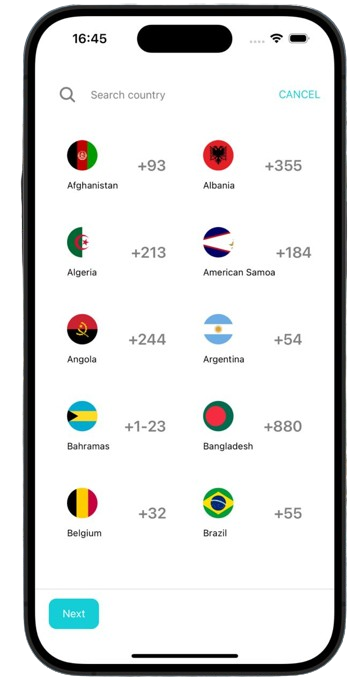 16:45
Search country CANCEL
+93 +355
Afghanistan Albania
+213 +184
Algeria American Samoa
+244 +54
Angola Argentina
+1-23 +880
Bahramas Bangladesh
+32 +55
Belgium Brazil
Next